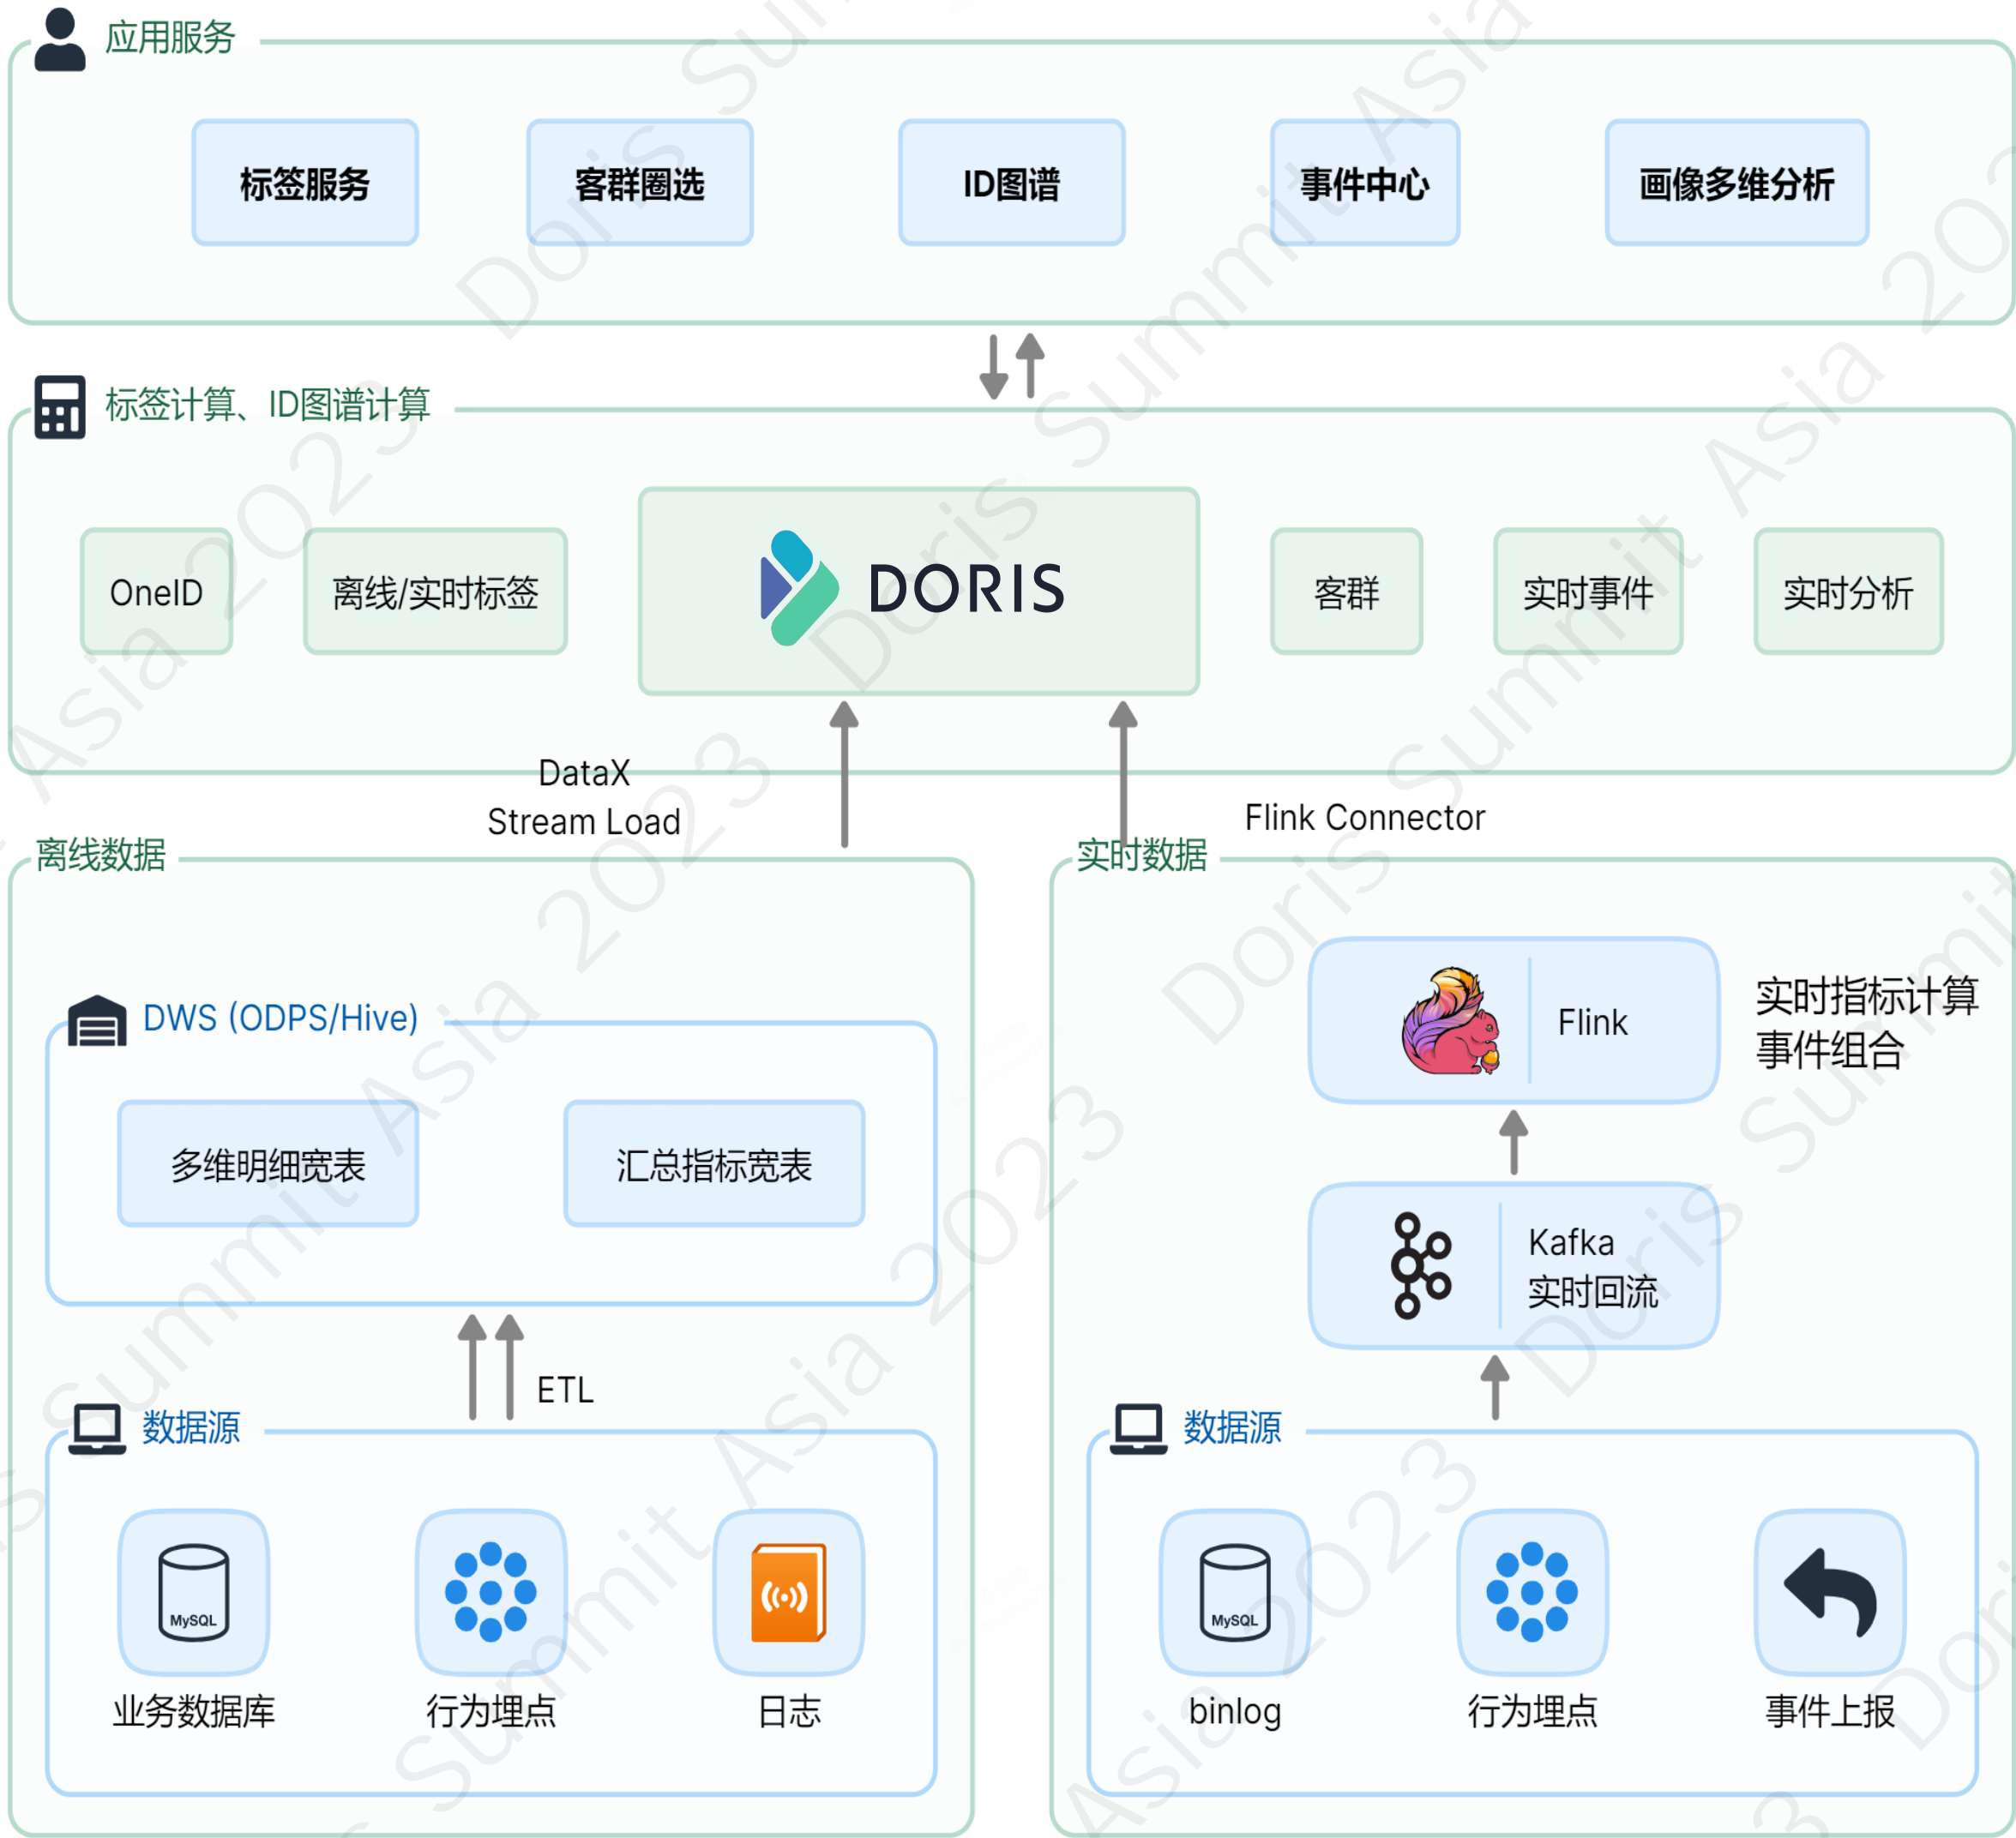 应用服务
标签服务
客群圈选
ID图谱
事件中心
画像多维分析
标签计算、ID图谱计算
OneID
离线/实时标签
DORIS
客群
实时事件
实时分析
DataX
Stream Load
Flink Connector
离线数据
DWS (ODPS/Hive)
多维明细宽表
汇总指标宽表
ETL
数据源
MySQL
业务数据库
行为埋点
日志
实时数据
Flink
实时指标计算
事件组合
Kafka
实时回流
数据源
MySQL
binlog
行为埋点
事件上报
Doris Summit Asia 2023